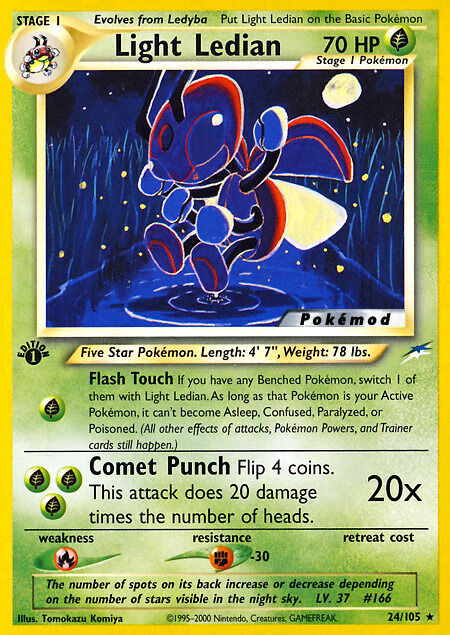 STAGE 1
Evolves from Ledyba Put Light Ledian on the Basic Pokémon
Light Ledian 70 HP
Stage 1 Pokémon
Pokémod
EDITION
1
Five Star Pokémon. Length: 4' 7", Weight: 78 lbs.
Flash Touch If you have any Benched Pokémon, switch 1 of
them with Light Ledian. As long as that Pokémon is your Active
Pokémon, it can't become Asleep, Confused, Paralyzed, or
Poisoned. (All other effects of attacks, Pokémon Powers, and Trainer
cards still happen.)
Comet Punch Flip 4 coins.
This attack does 20 damage
times the number of heads.
20x
weakness resistance retreat cost
-30
The number of spots on its back increase or decrease depending
on the number of stars visible in the night sky. LV. 37 #166
Illus. Tomokazu Komiya ©1995-2000 Nintendo, Creatures, GAMEFREAK. 24/105 ★